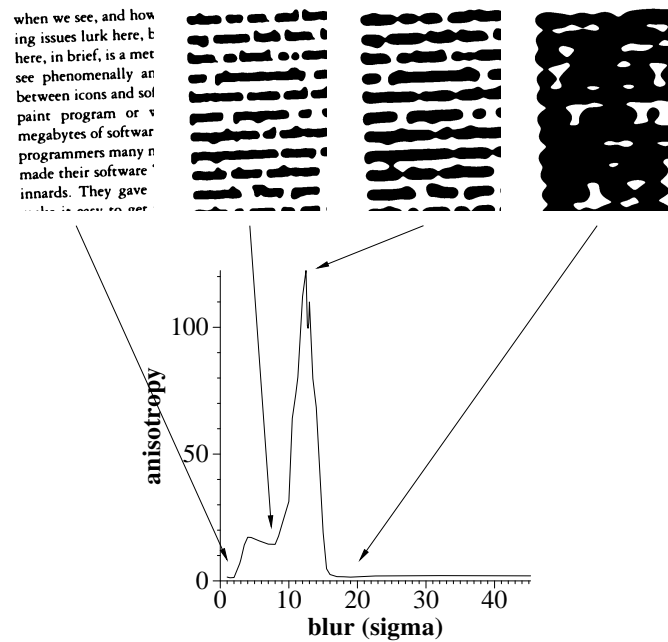 when we see, and how
ing issues lurk here, b
here, in brief, is a met
see phenomenally an
between icons and sof
paint program or v
megabytes of softwar
programmers many n
made their software
innards. They gave
anisotropy
100
50
0
0 10 20 30 40
blur (sigma)